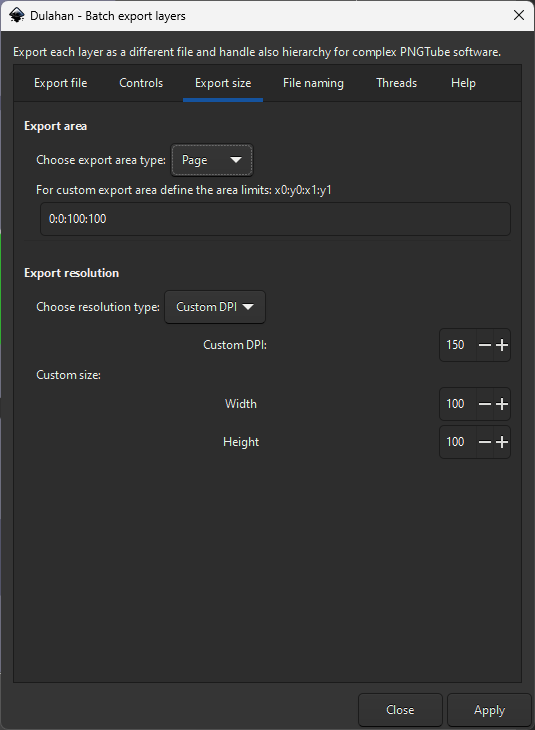 Dulahan - Batch export layers
Export each layer as a different file and handle also hierarchy for complex PNGTube software.
Export file Controls Export size File naming Threads Help
Export area
Choose export area type: Page
For custom export area define the area limits: x0:y0:x1:y1
0:0:100:100
Export resolution
Choose resolution type: Custom DPI
Custom DPI: 150
Custom size:
Width 100
Height 100
Close Apply